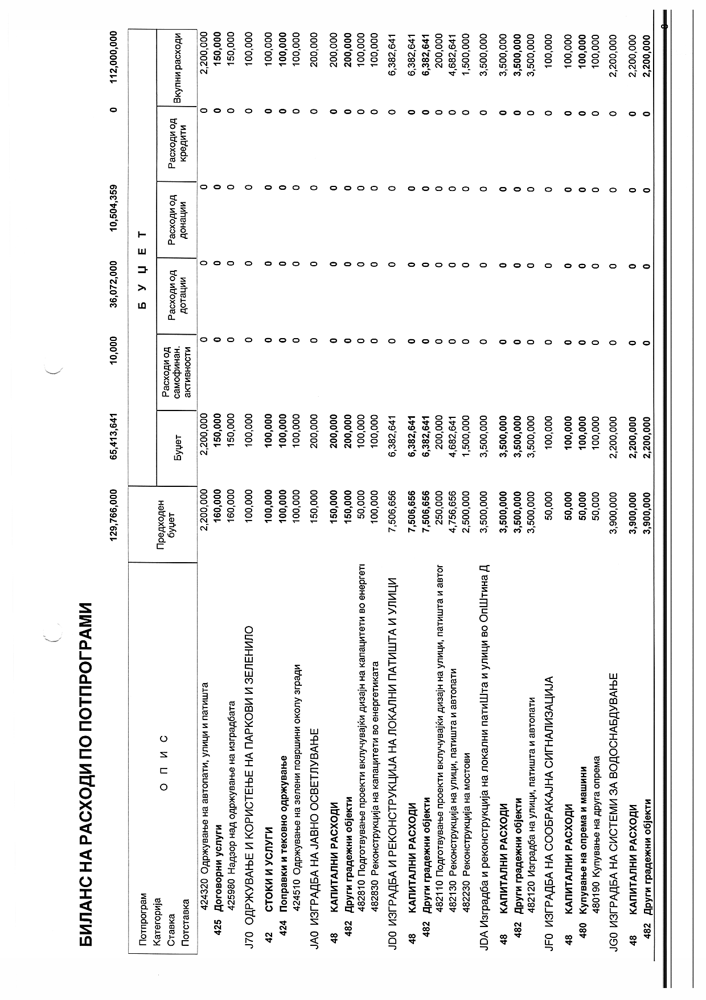 БИЛАНС НА РАСХОДИ ПО ПОТПРОГРАМИ
129,766,000 65,413,641 10,000 36,072,000 10,504,359 0 112,000,000
Потпрограм
Категорија
Ставка
Потставка
О П И С
Предходен
буџет
Б У Џ Е Т
Буџет
Расходи од
самофинан.
активности
Расходи од
дотации
Расходи од
донации
Расходи од
кредити
Вкупни расходи
424320 Одржување на автопати, улици и патишта 2,200,000 2,200,000 0 0 0 0 2,200,000
425 Договорни услуги 160,000 150,000 0 0 0 0 150,000
425980 Надзор над одржување на изградбата 160,000 150,000 0 0 0 0 150,000
J70 ОДРЖУВАЊЕ И КОРИСТЕЊЕ НА ПАРКОВИ И ЗЕЛЕНИЛО 100,000 100,000 0 0 0 0 100,000
42 СТОКИ И УСЛУГИ 100,000 100,000 0 0 0 0 100,000
424 Поправки и тековно одржување 100,000 100,000 0 0 0 0 100,000
424510 Одржување на зелени површини околу згради 100,000 100,000 0 0 0 0 100,000
JA0 ИЗГРАДБА НА ЈАВНО ОСВЕТЛУВАЊЕ 150,000 200,000 0 0 0 0 200,000
48 КАПИТАЛНИ РАСХОДИ 150,000 200,000 0 0 0 0 200,000
482 Други градежни објекти 150,000 200,000 0 0 0 0 200,000
482810 Подготвување проекти вклучувајќи дизајн на капацитети во енергеті 50,000 100,000 0 0 0 0 100,000
482830 Реконструкција на капацитети во енергетиката 100,000 100,000 0 0 0 0 100,000
JD0 ИЗГРАДБА И РЕКОНСТРУКЦИЈА НА ЛОКАЛНИ ПАТИШТА И УЛИЦИ 7,506,656 6,382,641 0 0 0 0 6,382,641
48 КАПИТАЛНИ РАСХОДИ 7,506,656 6,382,641 0 0 0 0 6,382,641
482 Други градежни објекти 7,506,656 6,382,641 0 0 0 0 6,382,641
482110 Подготвување проекти вклучувајќи дизајн на улици, патишта и автог 250,000 200,000 0 0 0 0 200,000
482130 Реконструкција на улици, патишта и автопати 4,756,656 4,682,641 0 0 0 0 4,682,641
482230 Реконструкција на мостови 2,500,000 1,500,000 0 0 0 0 1,500,000
JDA Изградба и реконструкција на локални патиШта и улици во ОпШтина Д 3,500,000 3,500,000 0 0 0 0 3,500,000
48 КАПИТАЛНИ РАСХОДИ 3,500,000 3,500,000 0 0 0 0 3,500,000
482 Други градежни објекти 3,500,000 3,500,000 0 0 0 0 3,500,000
482120 Изградба на улици, патишта и автопати 3,500,000 3,500,000 0 0 0 0 3,500,000
JF0 ИЗГРАДБА НА СООБРАКАЈНА СИГНАЛИЗАЦИЈА 50,000 100,000 0 0 0 0 100,000
48 КАПИТАЛНИ РАСХОДИ 50,000 100,000 0 0 0 0 100,000
480 Купување на опрема и машини 50,000 100,000 0 0 0 0 100,000
480190 Купување на друга опрема 50,000 100,000 0 0 0 0 100,000
JG0 ИЗГРАДБА НА СИСТЕМИ ЗА ВОДОСНАБДУВАЊЕ 3,900,000 2,200,000 0 0 0 0 2,200,000
48 КАПИТАЛНИ РАСХОДИ 3,900,000 2,200,000 0 0 0 0 2,200,000
482 Други градежни објекти 3,900,000 2,200,000 0 0 0 0 2,200,000